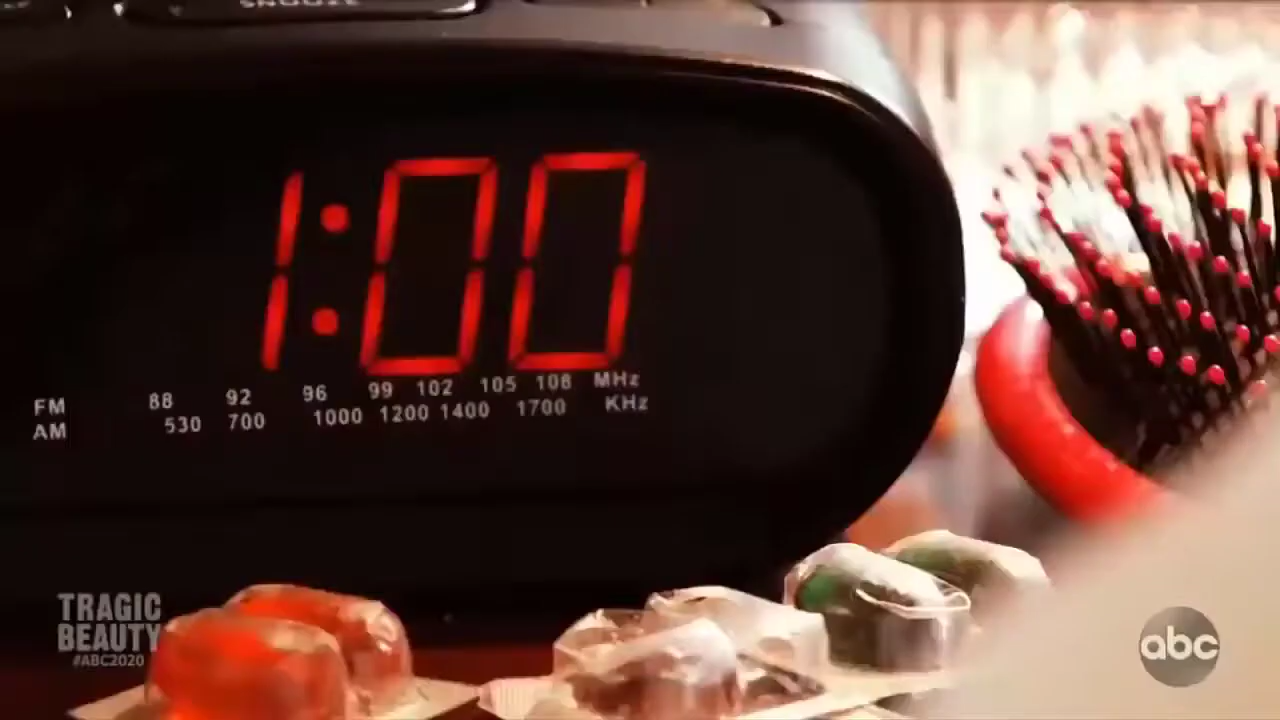 SNOOZE
1:00
FM 88 92 96 99 102 105 108 MHz
AM 530 700 1000 1200 1400 1700 KHz
TRAGIC
BEAUTY
#ABC2020
abc